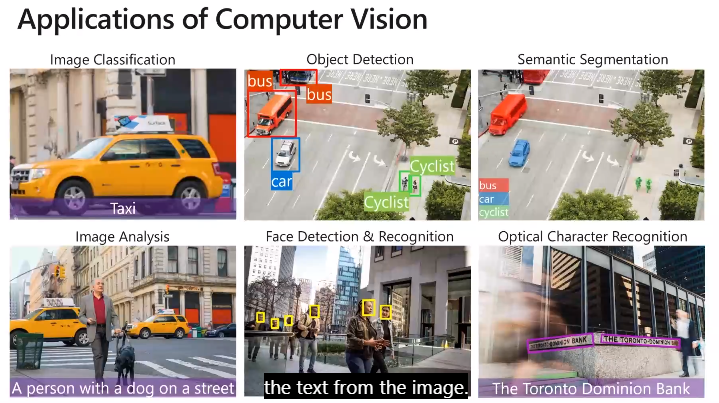 Applications of Computer Vision
Image Classification
Object Detection
Semantic Segmentation
Taxi
bus
bus
car
Cyclist
Cyclist
bus
car
cyclist
Image Analysis
Face Detection & Recognition
Optical Character Recognition
A person with a dog on a street
the text from the image.
DOMINION BANK
THE TORONTO-DOMINION
The Toronto Dominion Bank